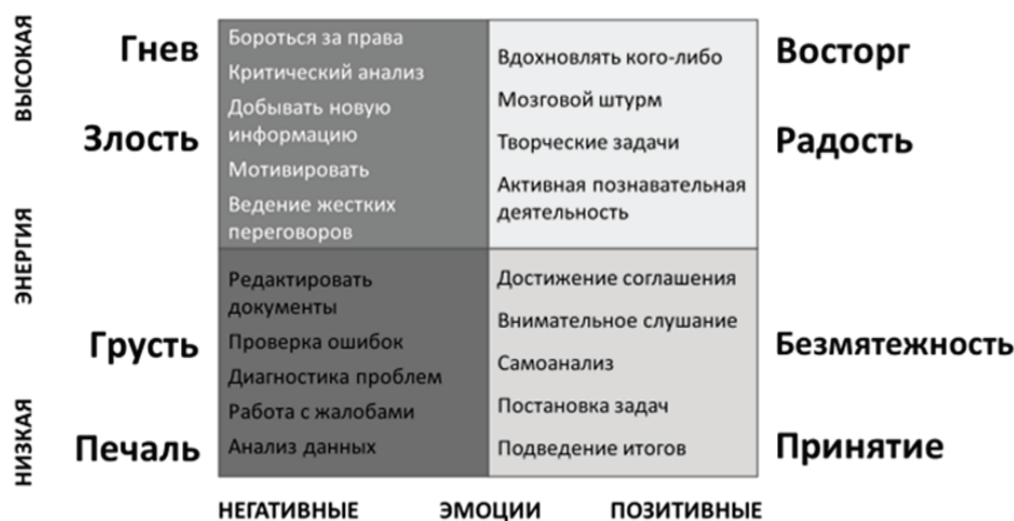 ВЫСОКАЯ
ЭНЕРГИЯ
НИЗКАЯ
Гнев
Злость
Грусть
Печаль
Бороться за права
Критический анализ
Добывать новую
информацию
Мотивировать
Ведение жестких
переговоров
Вдохновлять кого-либо
Мозговой штурм
Творческие задачи
Активная познавательная
деятельность
Редактировать
документы
Проверка ошибок
Диагностика проблем
Работа с жалобами
Анализ данных
Достижение соглашения
Внимательное слушание
Самоанализ
Постановка задач
Подведение итогов
Восторг
Радость
Безмятежность
Принятие
НЕГАТИВНЫЕ ЭМОЦИИ ПОЗИТИВНЫЕ